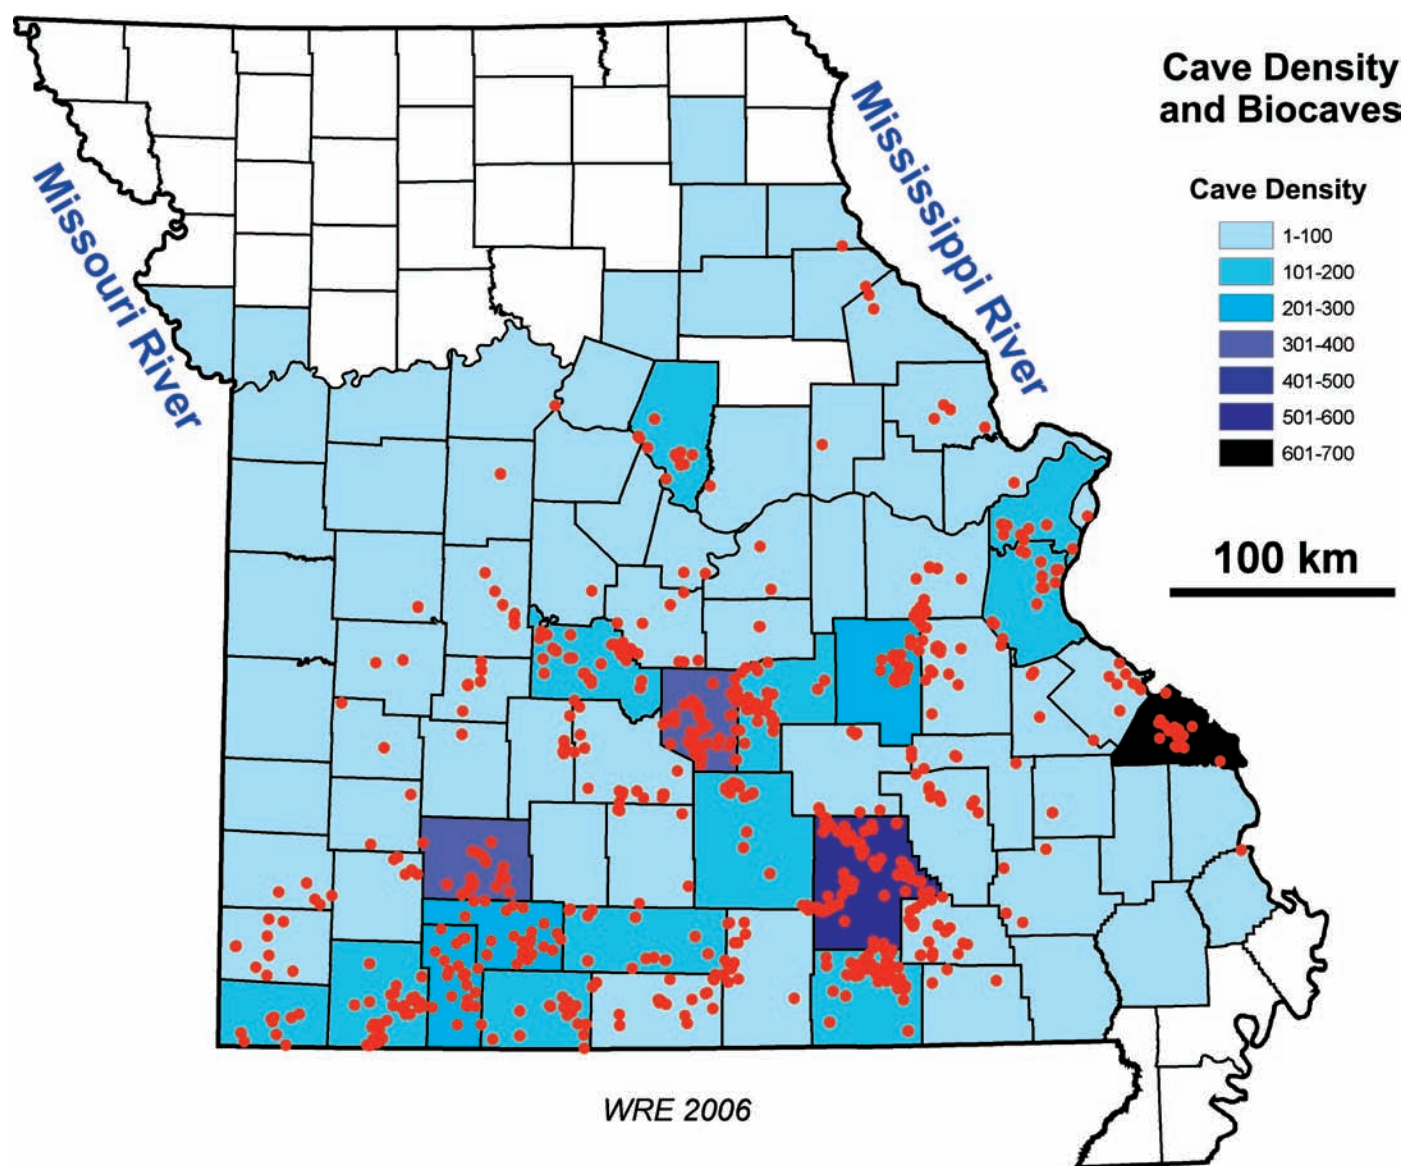 Cave Density
and Biocaves
Mississippi River
Missouri River
Cave Density
1-100
101-200
201-300
301-400
401-500
501-600
601-700
100 km
WRE 2006